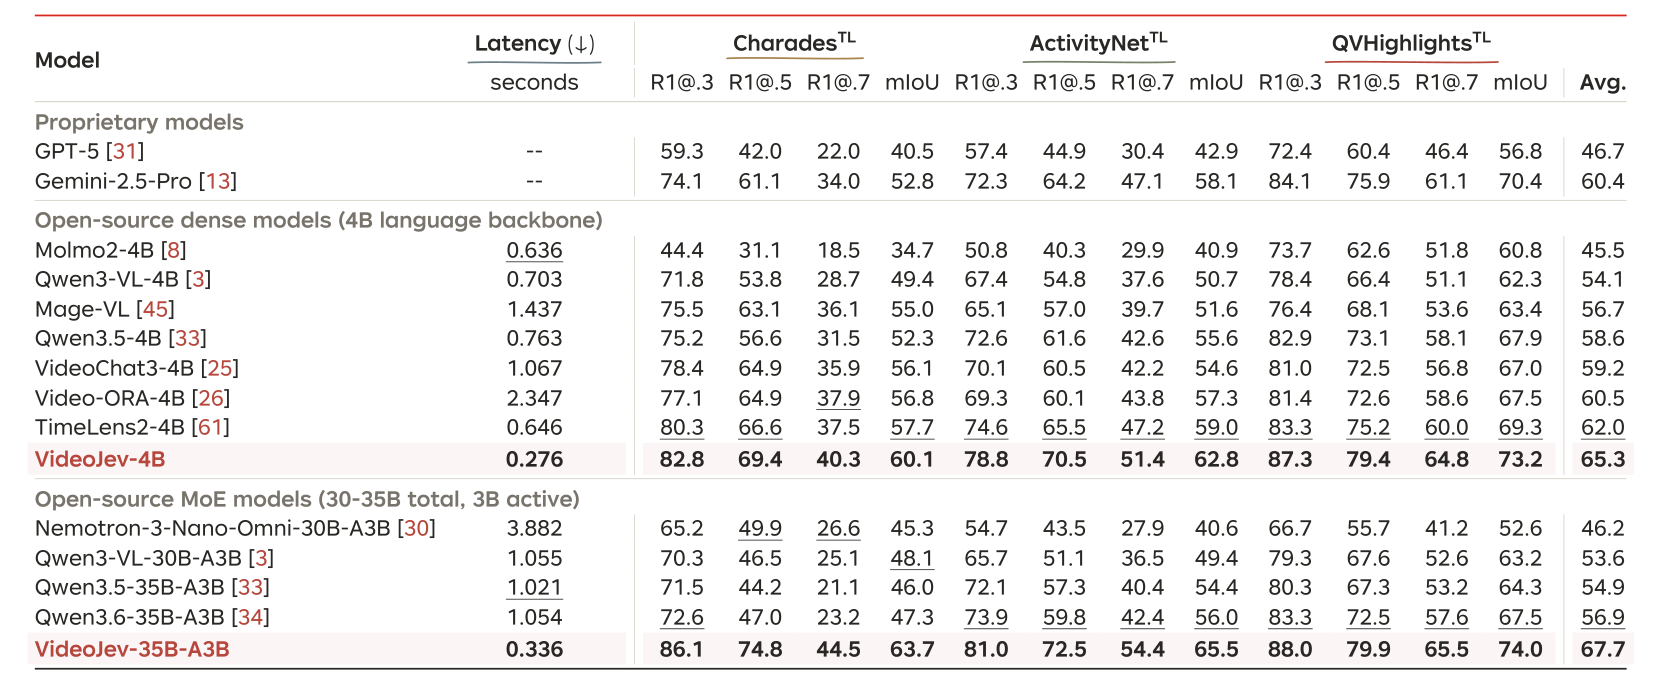 Model Latency (↓) Charades^TL ActivityNet^TL QVHighlights^TL
seconds R1@.3 R1@.5 R1@.7 mIoU R1@.3 R1@.5 R1@.7 mIoU R1@.3 R1@.5 R1@.7 mIoU Avg.
Proprietary models
GPT-5 [31] -- 59.3 42.0 22.0 40.5 57.4 44.9 30.4 42.9 72.4 60.4 46.4 56.8 46.7
Gemini-2.5-Pro [13] -- 74.1 61.1 34.0 52.8 72.3 64.2 47.1 58.1 84.1 75.9 61.1 70.4 60.4
Open-source dense models (4B language backbone)
Molmo2-4B [8] 0.636 44.4 31.1 18.5 34.7 50.8 40.3 29.9 40.9 73.7 62.6 51.8 60.8 45.5
Qwen3-VL-4B [3] 0.703 71.8 53.8 28.7 49.4 67.4 54.8 37.6 50.7 78.4 66.4 51.1 62.3 54.1
Mage-VL [45] 1.437 75.5 63.1 36.1 55.0 65.1 57.0 39.7 51.6 76.4 68.1 53.6 63.4 56.7
Qwen3.5-4B [33] 0.763 75.2 56.6 31.5 52.3 72.6 61.6 42.6 55.6 82.9 73.1 58.1 67.9 58.6
VideoChat3-4B [25] 1.067 78.4 64.9 35.9 56.1 70.1 60.5 42.2 54.6 81.0 72.5 56.8 67.0 59.2
Video-ORA-4B [26] 2.347 77.1 64.9 37.9 56.8 69.3 60.1 43.8 57.3 81.4 72.6 58.6 67.5 60.5
TimeLens2-4B [61] 0.646 80.3 66.6 37.5 57.7 74.6 65.5 47.2 59.0 83.3 75.2 60.0 69.3 62.0
VideoJev-4B 0.276 82.8 69.4 40.3 60.1 78.8 70.5 51.4 62.8 87.3 79.4 64.8 73.2 65.3
Open-source MoE models (30-35B total, 3B active)
Nemotron-3-Nano-Omni-30B-A3B [30] 3.882 65.2 49.9 26.6 45.3 54.7 43.5 27.9 40.6 66.7 55.7 41.2 52.6 46.2
Qwen3-VL-30B-A3B [3] 1.055 70.3 46.5 25.1 48.1 65.7 51.1 36.5 49.4 79.3 67.6 52.6 63.2 53.6
Qwen3.5-35B-A3B [33] 1.021 71.5 44.2 21.1 46.0 72.1 57.3 40.4 54.4 80.3 67.3 53.2 64.3 54.9
Qwen3.6-35B-A3B [34] 1.054 72.6 47.0 23.2 47.3 73.9 59.8 42.4 56.0 83.3 72.5 57.6 67.5 56.9
VideoJev-35B-A3B 0.336 86.1 74.8 44.5 63.7 81.0 72.5 54.4 65.5 88.0 79.9 65.5 74.0 67.7